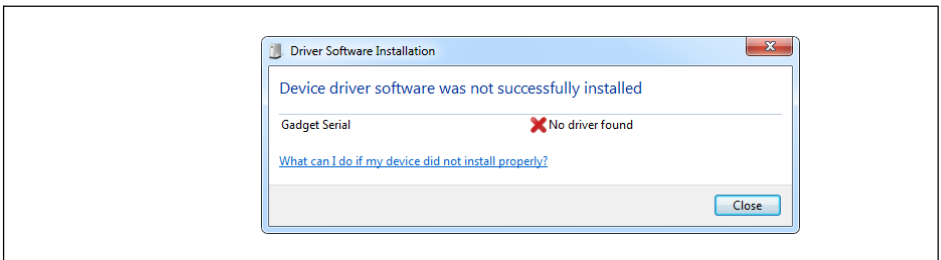 Driver Software Installation
Device driver software was not successfully installed
Gadget Serial No driver found
What can I do if my device did not install properly?
Close